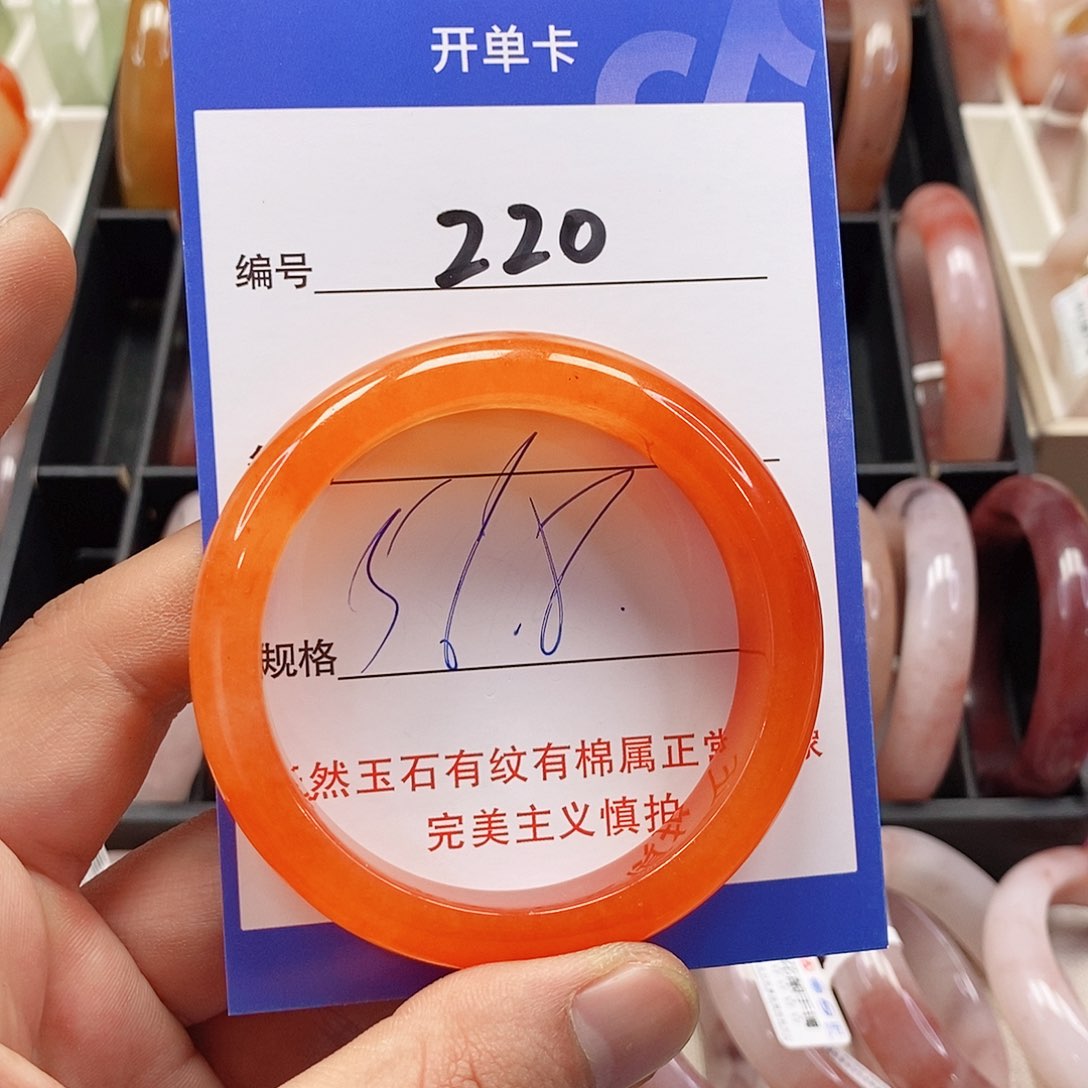 开单卡
编号 220
规格 51.8.
天然玉石有纹有棉属正常
完美主义慎拍